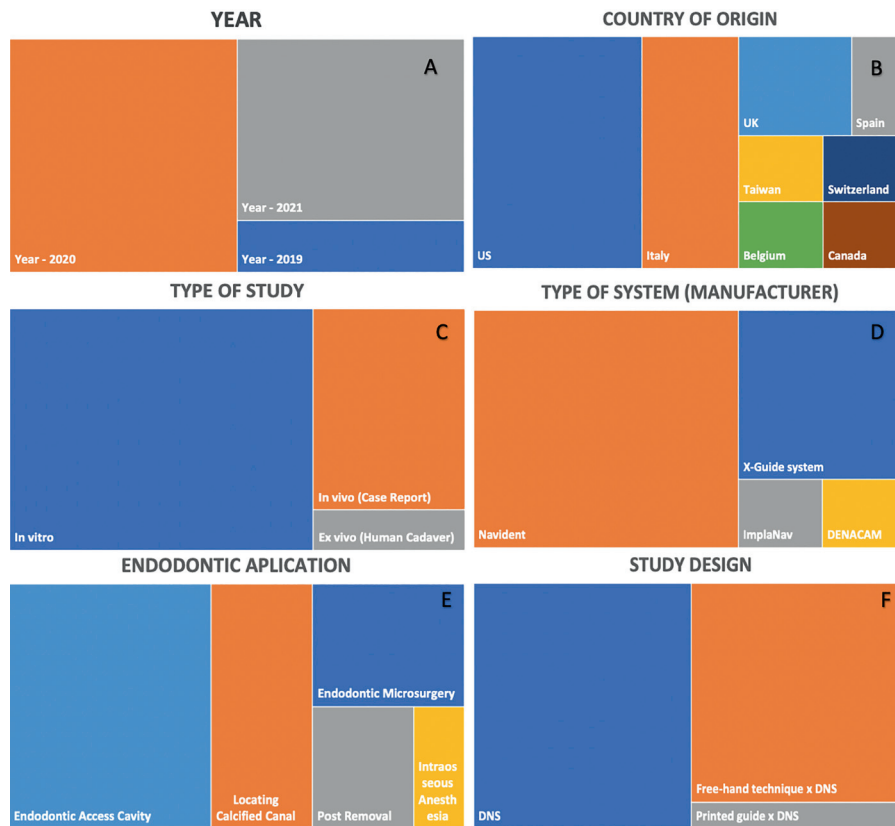 YEAR
A
Year - 2020
Year - 2021
Year - 2019
COUNTRY OF ORIGIN
B
US
Italy
UK
Spain
Taiwan
Switzerland
Belgium
Canada
TYPE OF STUDY
C
In vitro
In vivo (Case Report)
Ex vivo (Human Cadaver)
TYPE OF SYSTEM (MANUFACTURER)
D
Navident
X-Guide system
ImplaNav
DENACAM
ENDODONTIC APLICATION
E
Endodontic Access Cavity
Locating
Calcified Canal
Endodontic Microsurgery
Post Removal
Intraos
seous
Anesth
esia
STUDY DESIGN
F
DNS
Free-hand technique x DNS
Printed guide x DNS